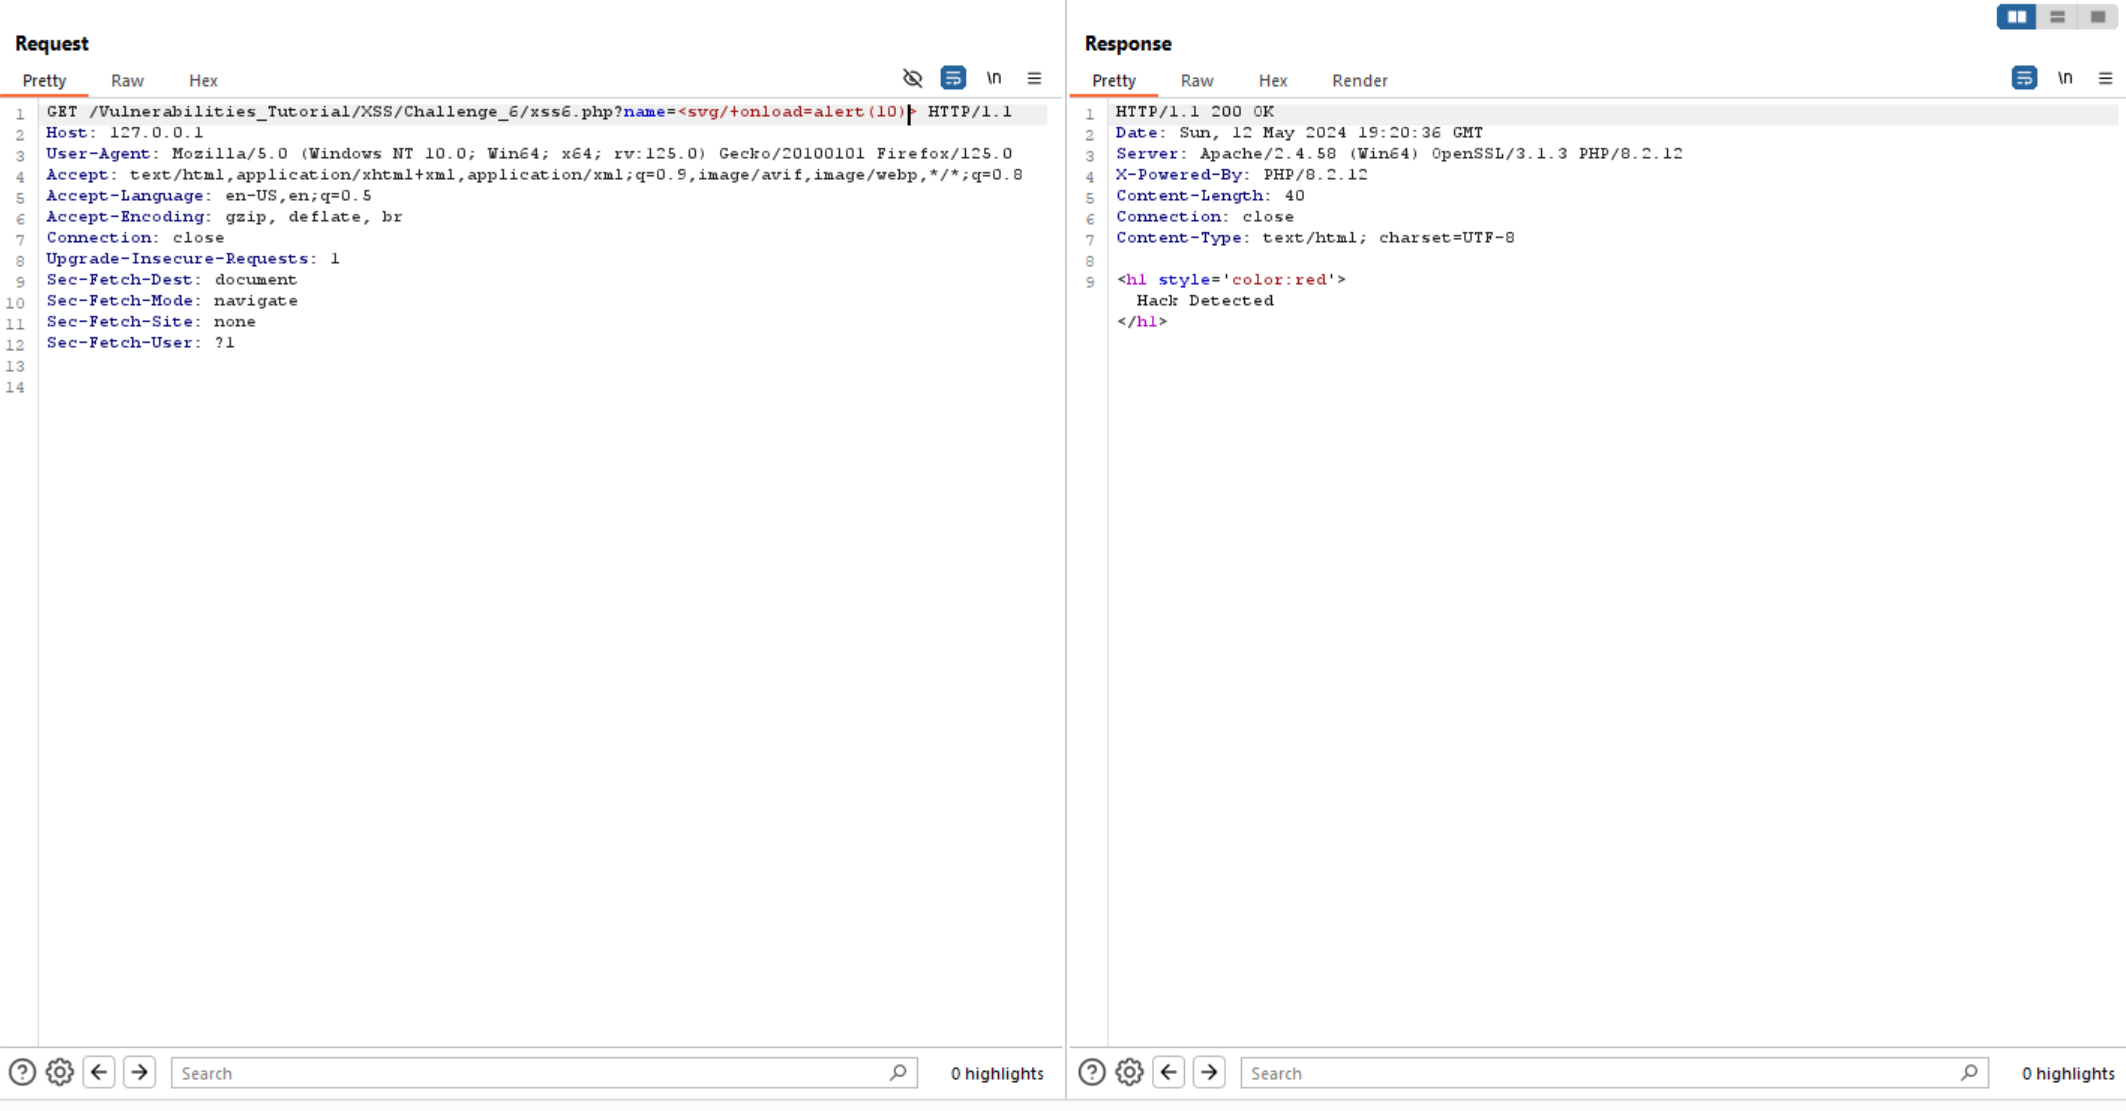 Request
Pretty Raw Hex \n
1 GET /Vulnerabilities_Tutorial/XSS/Challenge_6/xss6.php?name=<svg/+onload=alert(10)> HTTP/1.1
2 Host: 127.0.0.1
3 User-Agent: Mozilla/5.0 (Windows NT 10.0; Win64; x64; rv:125.0) Gecko/20100101 Firefox/125.0
4 Accept: text/html,application/xhtml+xml,application/xml;q=0.9,image/avif,image/webp,*/*;q=0.8
5 Accept-Language: en-US,en;q=0.5
6 Accept-Encoding: gzip, deflate, br
7 Connection: close
8 Upgrade-Insecure-Requests: 1
9 Sec-Fetch-Dest: document
10 Sec-Fetch-Mode: navigate
11 Sec-Fetch-Site: none
12 Sec-Fetch-User: ?1
13
14
Search 0 highlights
Response
Pretty Raw Hex Render \n
1 HTTP/1.1 200 OK
2 Date: Sun, 12 May 2024 19:20:36 GMT
3 Server: Apache/2.4.58 (Win64) OpenSSL/3.1.3 PHP/8.2.12
4 X-Powered-By: PHP/8.2.12
5 Content-Length: 40
6 Connection: close
7 Content-Type: text/html; charset=UTF-8
8
9 <h1 style='color:red'>
Hack Detected
</h1>
Search 0 highlights